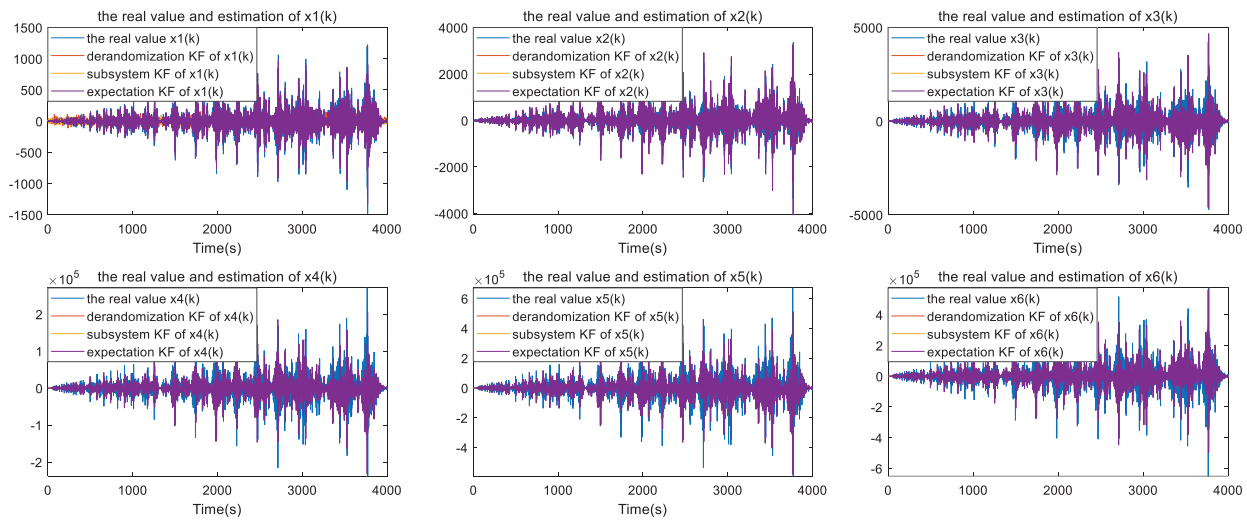 the real value and estimation of x1(k)
the real value x1(k)
derandomization KF of x1(k)
subsystem KF of x1(k)
expectation KF of x1(k)
1500
1000
500
0
-500
-1000
-1500
0 1000 2000 3000 4000
Time(s)
the real value and estimation of x2(k)
the real value x2(k)
derandomization KF of x2(k)
subsystem KF of x2(k)
expectation KF of x2(k)
4000
2000
0
-2000
-4000
0 1000 2000 3000 4000
Time(s)
the real value and estimation of x3(k)
the real value x3(k)
derandomization KF of x3(k)
subsystem KF of x3(k)
expectation KF of x3(k)
5000
0
-5000
0 1000 2000 3000 4000
Time(s)
the real value and estimation of x4(k)
×10⁵
the real value x4(k)
derandomization KF of x4(k)
subsystem KF of x4(k)
expectation KF of x4(k)
2
1
0
-1
-2
0 1000 2000 3000 4000
Time(s)
the real value and estimation of x5(k)
×10⁵
the real value x5(k)
derandomization KF of x5(k)
subsystem KF of x5(k)
expectation KF of x5(k)
6
4
2
0
-2
-4
0 1000 2000 3000 4000
Time(s)
the real value and estimation of x6(k)
×10⁵
the real value x6(k)
derandomization KF of x6(k)
subsystem KF of x6(k)
expectation KF of x6(k)
4
2
0
-2
-4
-6
0 1000 2000 3000 4000
Time(s)